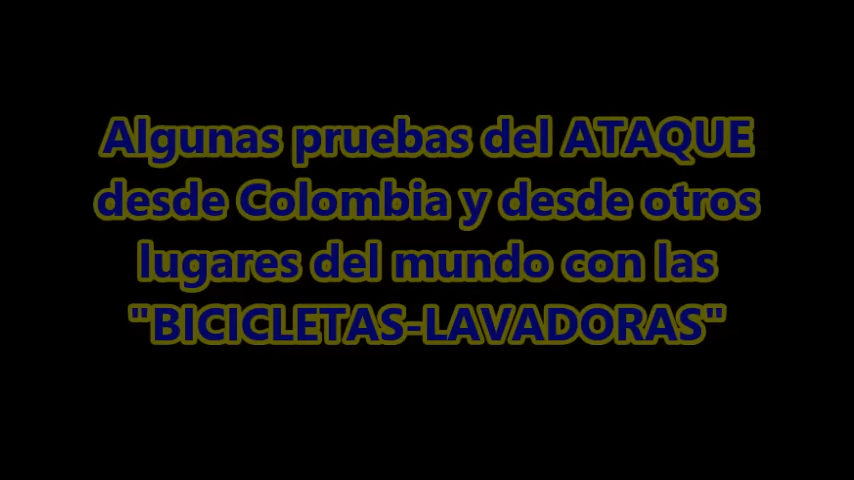 Algunas pruebas del ATAQUE
desde Colombia y desde otros
lugares del mundo con las
"BICICLETAS-LAVADORAS"